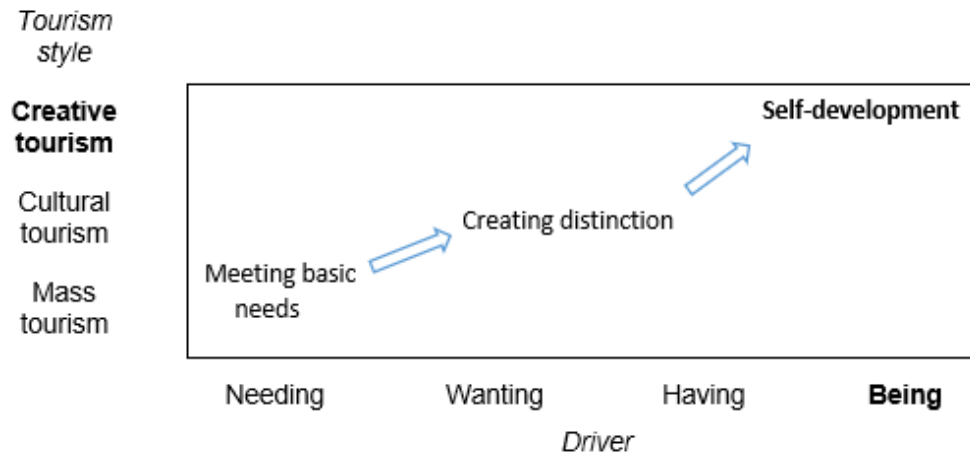 Tourism
style
Creative
tourism
Self-development
Cultural
tourism
Creating distinction
Meeting basic
needs
Mass
tourism
Needing Wanting Having Being
Driver